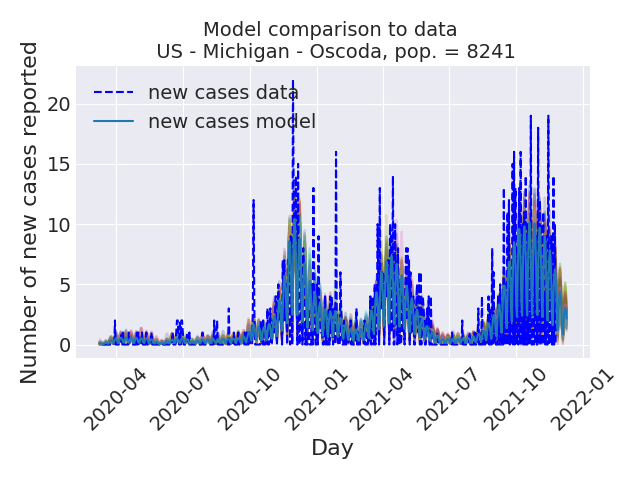 Model comparison to data
US - Michigan - Oscoda, pop. = 8241
Number of new cases reported
new cases data
new cases model
20
15
10
5
0
2020-04
2020-07
2020-10
2021-01
2021-04
2021-07
2021-10
2022-01
Day